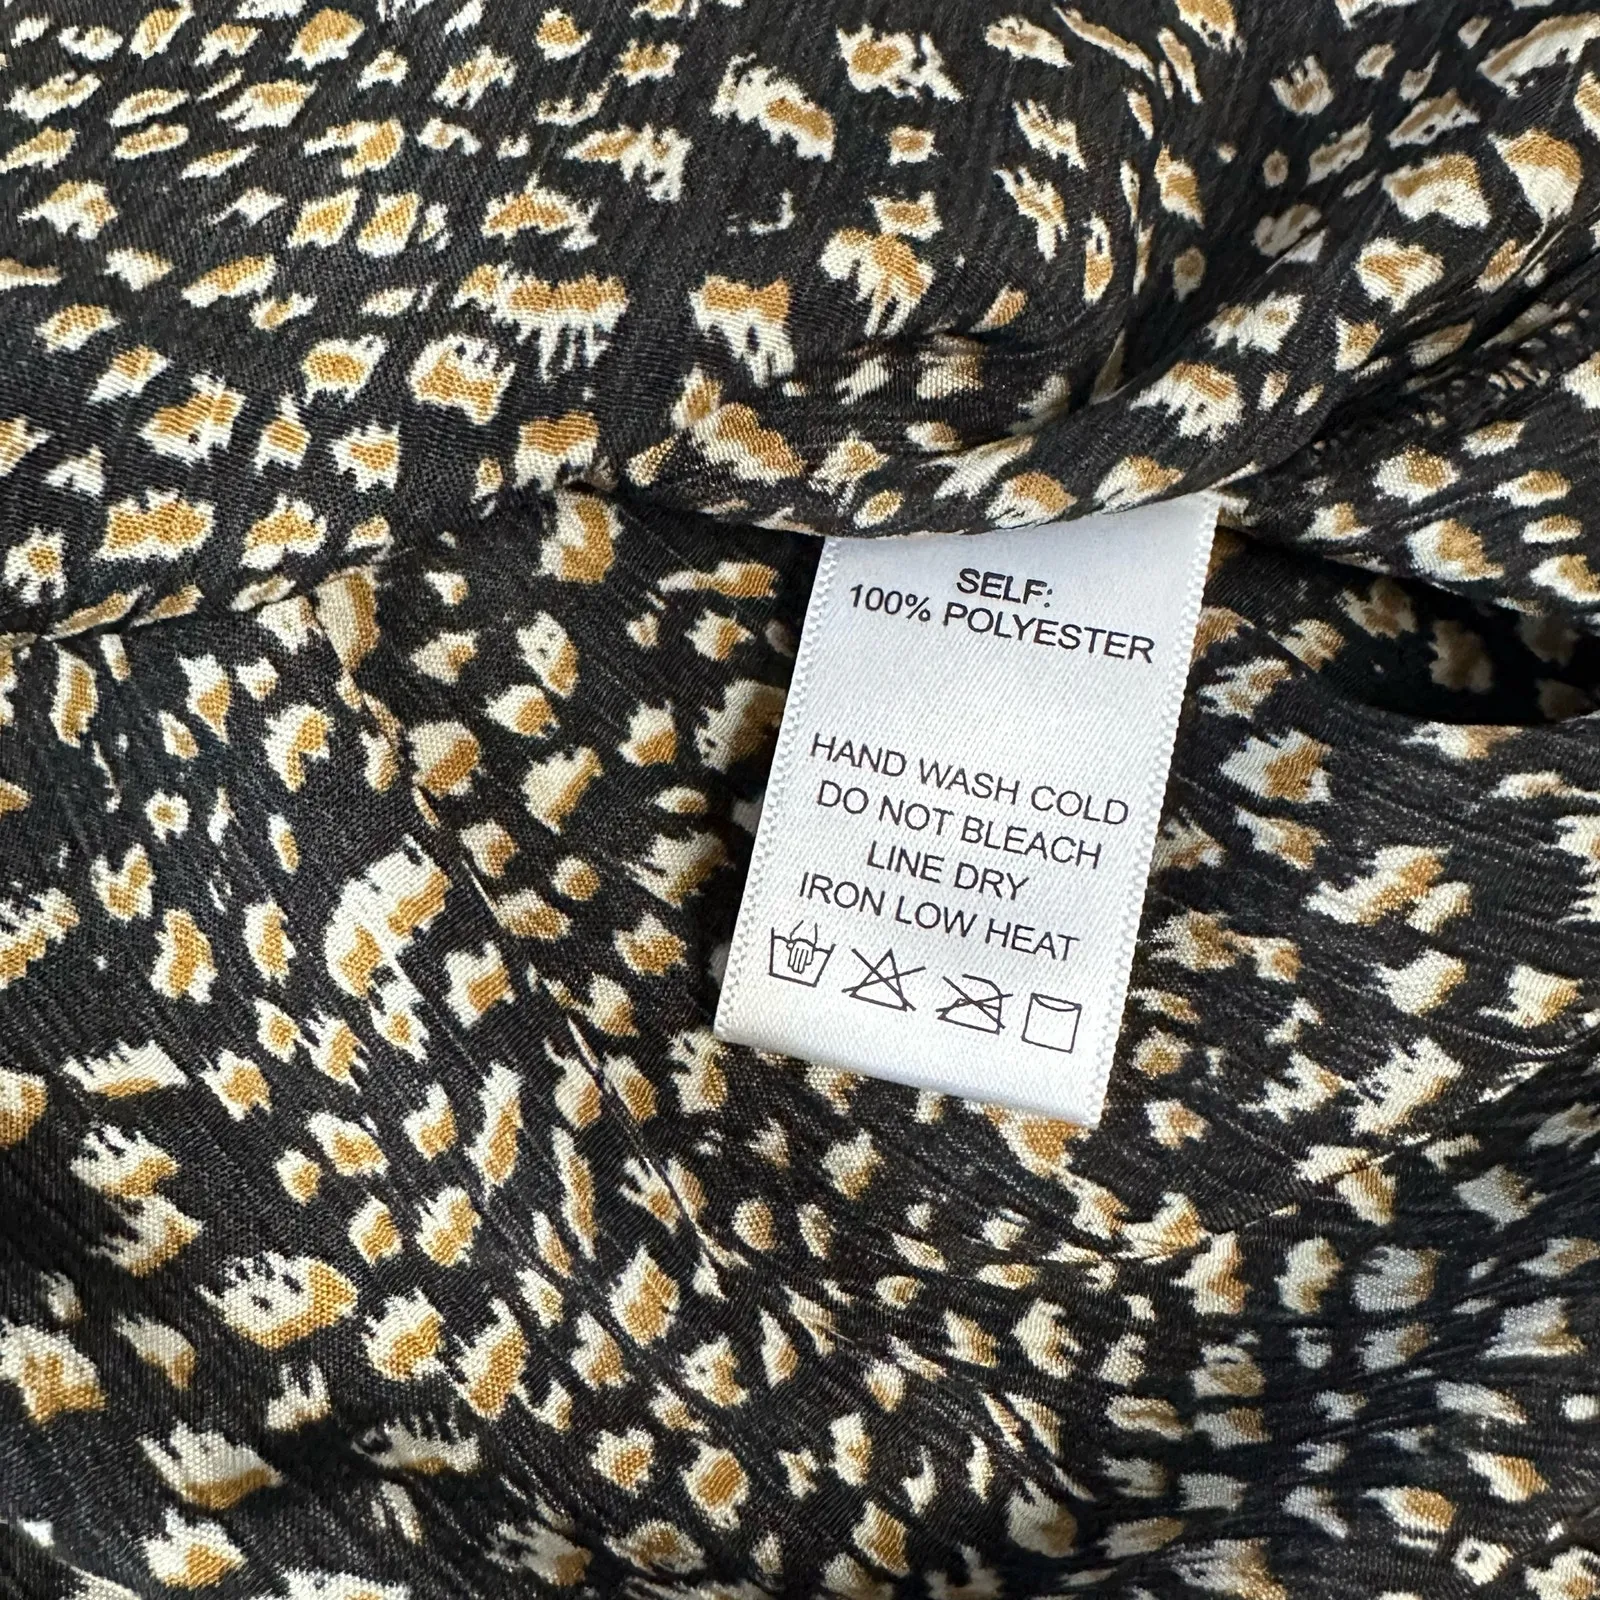 SELF:
100% POLYESTER
HAND WASH COLD
DO NOT BLEACH
LINE DRY
IRON LOW HEAT